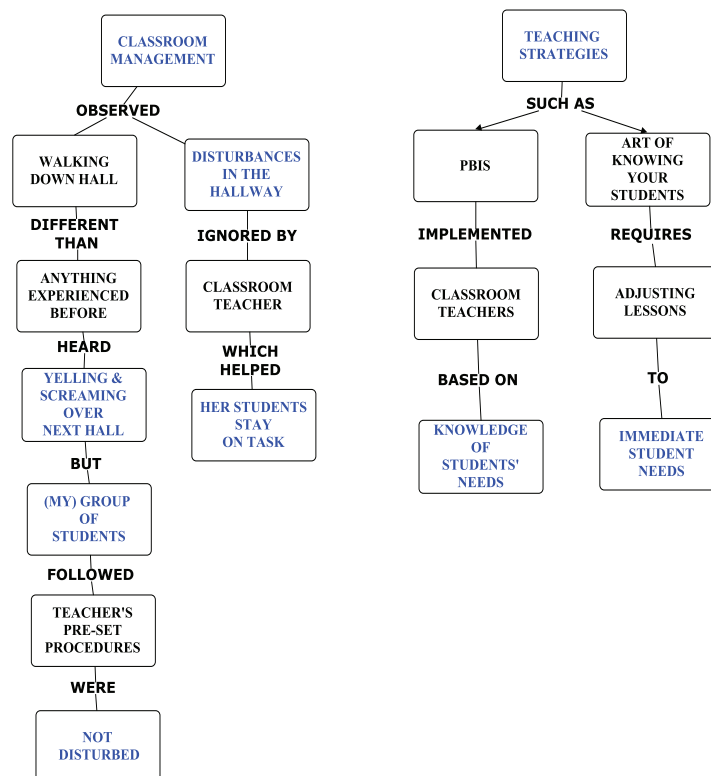 CLASSROOM
MANAGEMENT
OBSERVED
WALKING
DOWN HALL
DIFFERENT
THAN
ANYTHING
EXPERIENCED
BEFORE
HEARD
YELLING &
SCREAMING
OVER
NEXT HALL
BUT
(MY) GROUP
OF
STUDENTS
FOLLOWED
TEACHER'S
PRE-SET
PROCEDURES
WERE
NOT
DISTURBED
DISTURBANCES
IN THE
HALLWAY
IGNORED BY
CLASSROOM
TEACHER
WHICH
HELPED
HER STUDENTS
STAY
ON TASK
TEACHING
STRATEGIES
SUCH AS
PBIS
IMPLEMENTED
CLASSROOM
TEACHERS
BASED ON
KNOWLEDGE
OF
STUDENTS'
NEEDS
ART OF
KNOWING
YOUR
STUDENTS
REQUIRES
ADJUSTING
LESSONS
TO
IMMEDIATE
STUDENT
NEEDS